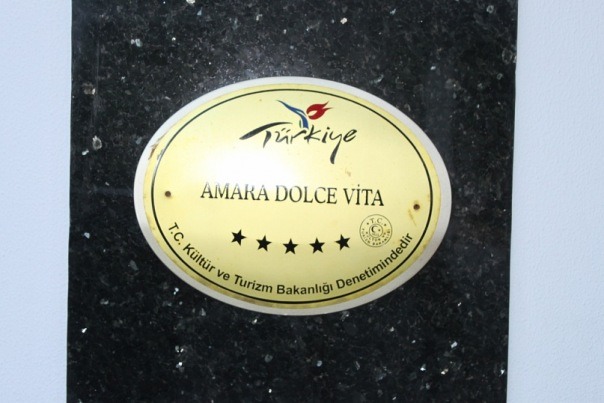 Türkiye
AMARA DOLCE VİTA
T.C.
T.C. Kültür ve Turizm Bakanlığı Denetimindedir